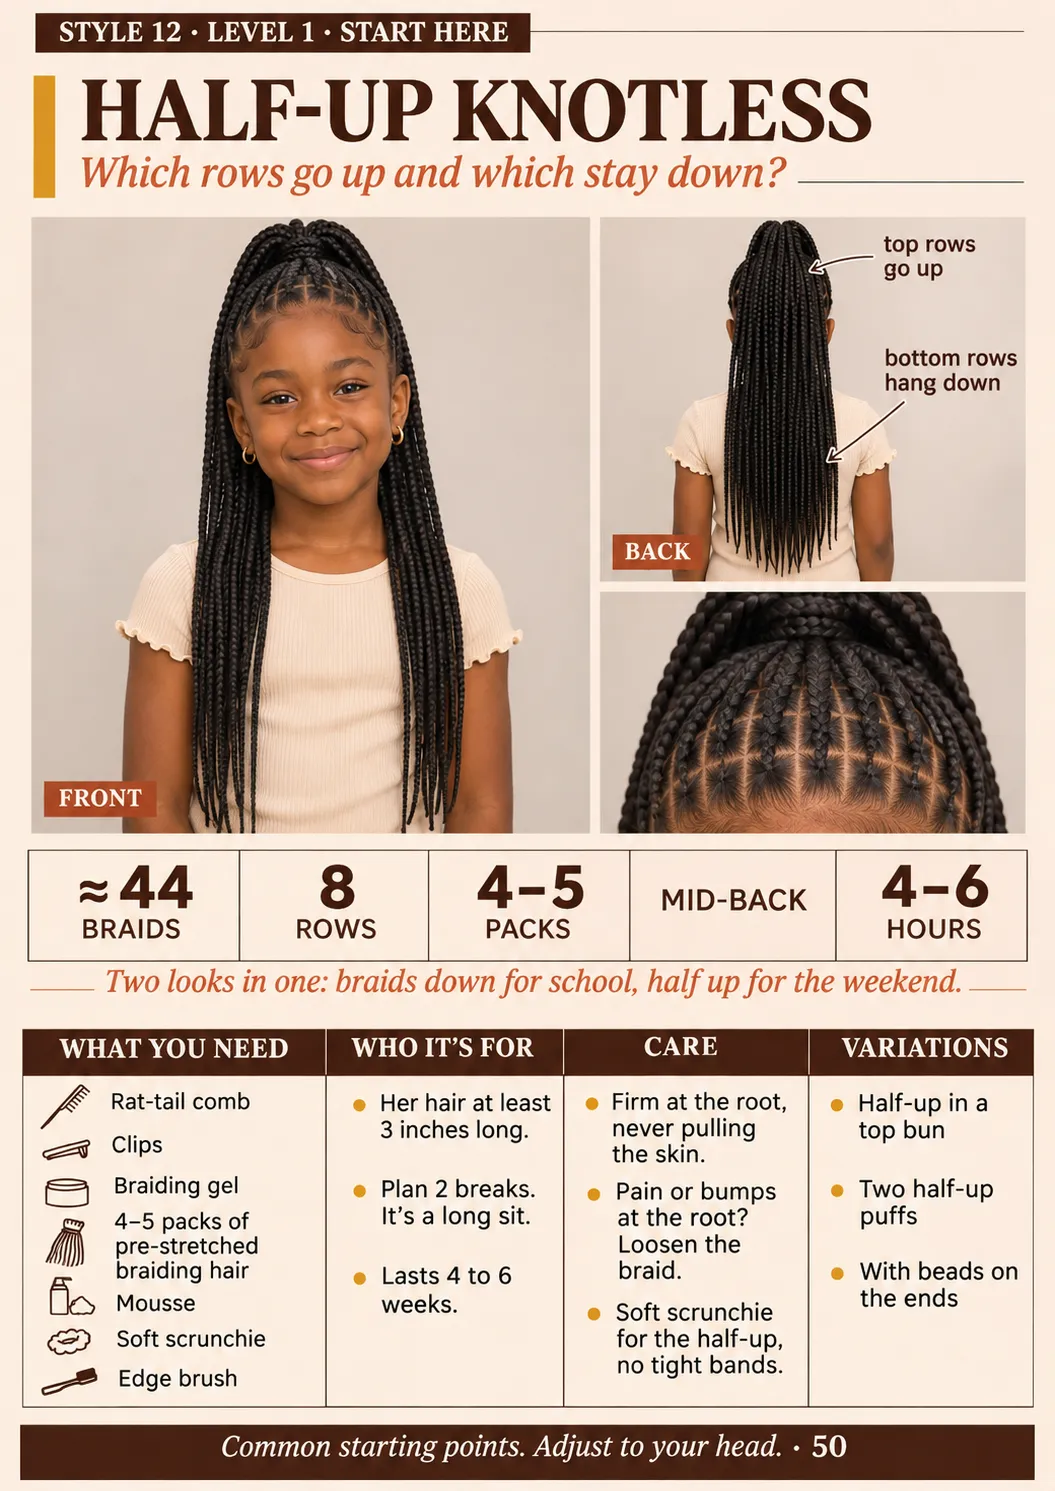 STYLE 12 · LEVEL 1 · START HERE
HALF-UP KNOTLESS
Which rows go up and which stay down?
FRONT
top rows
go up
bottom rows
hang down
BACK
≈44
BRAIDS
8
ROWS
4–5
PACKS
MID-BACK
4–6
HOURS
Two looks in one: braids down for school, half up for the weekend.
WHAT YOU NEED
Rat-tail comb
Clips
Braiding gel
4–5 packs of
pre-stretched
braiding hair
Mousse
Soft scrunchie
Edge brush
WHO IT'S FOR
Her hair at least
3 inches long.
Plan 2 breaks.
It's a long sit.
Lasts 4 to 6
weeks.
CARE
Firm at the root,
never pulling
the skin.
Pain or bumps
at the root?
Loosen the
braid.
Soft scrunchie
for the half-up,
no tight bands.
VARIATIONS
Half-up in a
top bun
Two half-up
puffs
With beads on
the ends
Common starting points. Adjust to your head. · 50